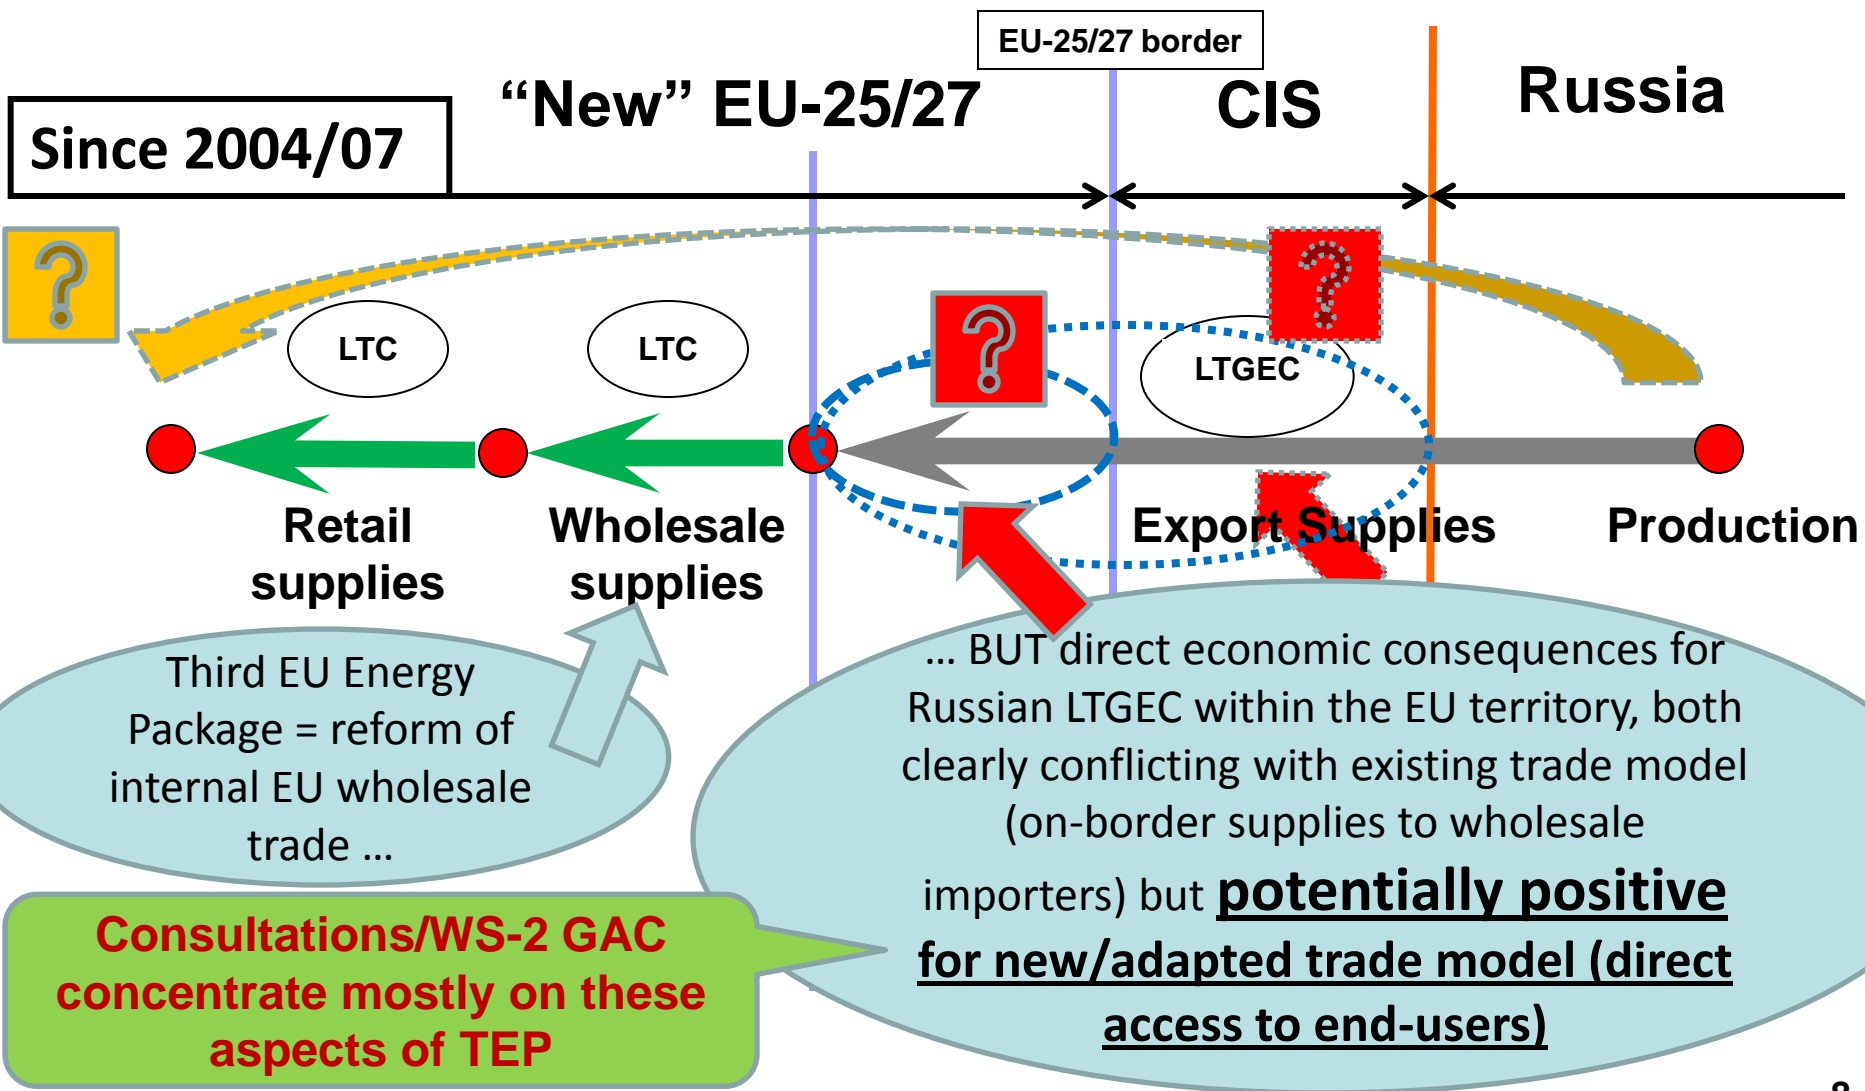 EU-25/27 border
“New” EU-25/27
CIS
Russia
Since 2004/07
?
?
?
LTC
LTC
LTGEC
Retail
supplies
Wholesale
supplies
Export Supplies
Production
Third EU Energy
Package = reform of
internal EU wholesale
trade …
… BUT direct economic consequences for
Russian LTGEC within the EU territory, both
clearly conflicting with existing trade model
(on-border supplies to wholesale
importers) but potentially positive
for new/adapted trade model (direct
access to end-users)
Consultations/WS-2 GAC
concentrate mostly on these
aspects of TEP
8